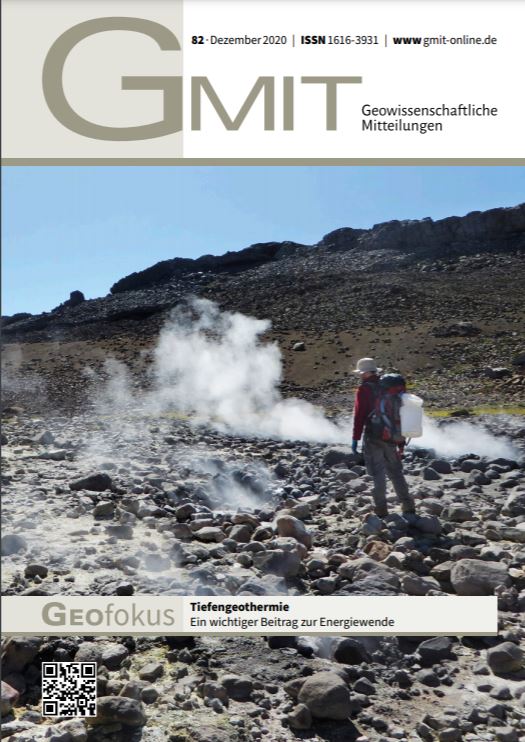 82 · Dezember 2020 | ISSN 1616-3931 | www.gmit-online.de
GMIT
Geowissenschaftliche
Mitteilungen
GEOfokus
Tiefengeothermie
Ein wichtiger Beitrag zur Energiewende